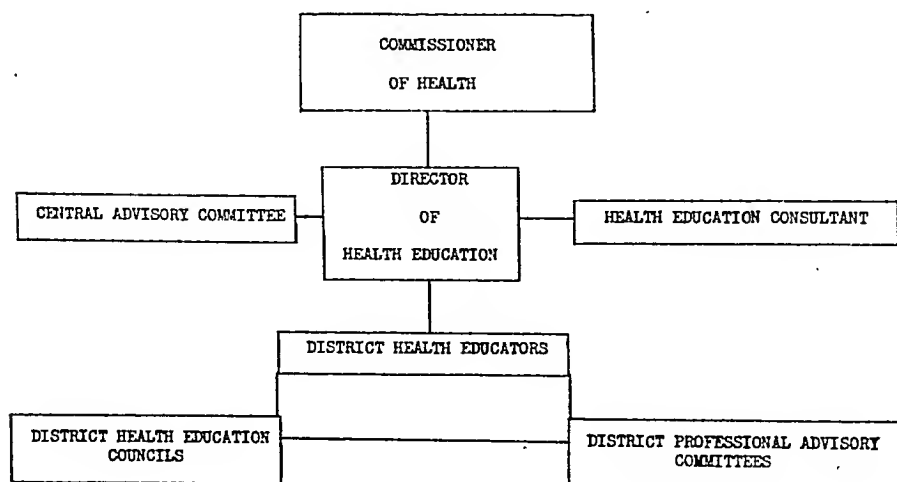 COMMISSIONER
OF HEALTH
DIRECTOR
OF
HEALTH EDUCATION
CENTRAL ADVISORY COMMITTEE
HEALTH EDUCATION CONSULTANT
DISTRICT HEALTH EDUCATORS
DISTRICT HEALTH EDUCATION
COUNCILS
DISTRICT PROFESSIONAL ADVISORY
COMMITTEES